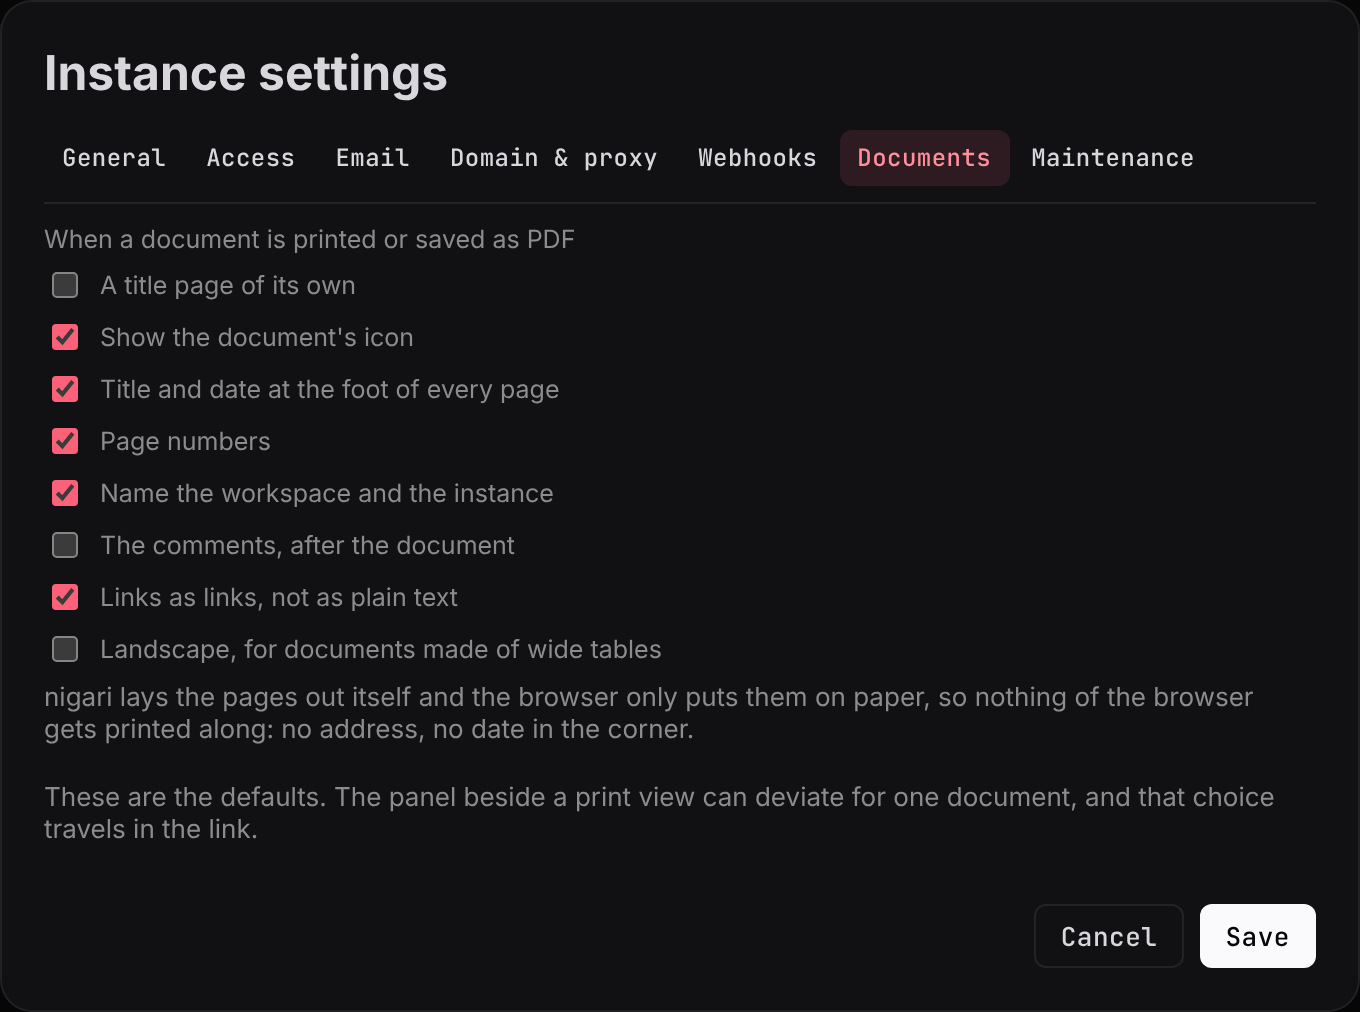 Instance settings
General Access Email Domain & proxy Webhooks Documents Maintenance
When a document is printed or saved as PDF
A title page of its own
Show the document's icon
Title and date at the foot of every page
Page numbers
Name the workspace and the instance
The comments, after the document
Links as links, not as plain text
Landscape, for documents made of wide tables
nigari lays the pages out itself and the browser only puts them on paper, so nothing of the browser
gets printed along: no address, no date in the corner.
These are the defaults. The panel beside a print view can deviate for one document, and that choice
travels in the link.
Cancel Save